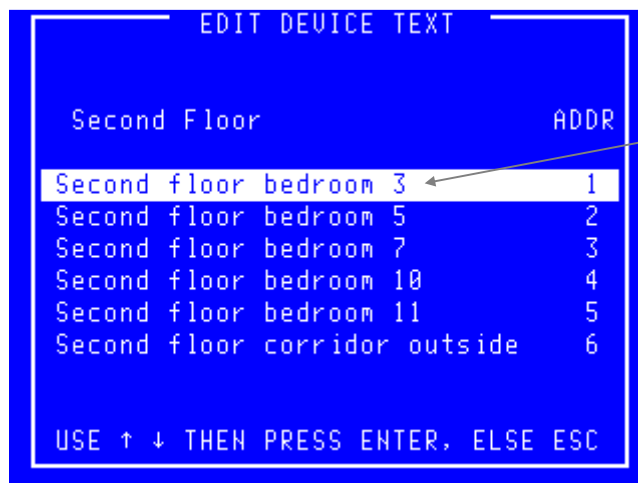 EDIT DEVICE TEXT
Second Floor ADDR
Second floor bedroom 3 1
Second floor bedroom 5 2
Second floor bedroom 7 3
Second floor bedroom 10 4
Second floor bedroom 11 5
Second floor corridor outside 6
USE ↑ ↓ THEN PRESS ENTER, ELSE ESC